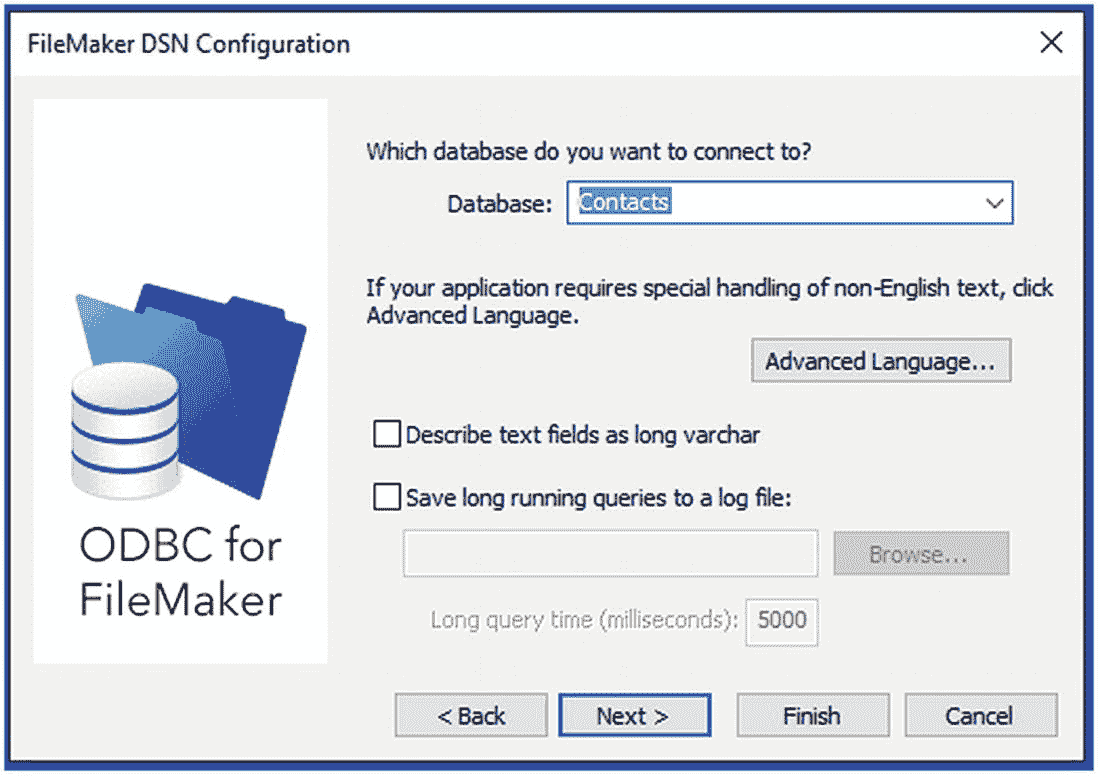 FileMaker DSN Configuration
Which database do you want to connect to?
Database: Contacts
If your application requires special handling of non-English text, click
Advanced Language.
Advanced Language...
Describe text fields as long varchar
Save long running queries to a log file:
Browse...
Long query time (milliseconds): 5000
ODBC for
FileMaker
< Back Next > Finish Cancel